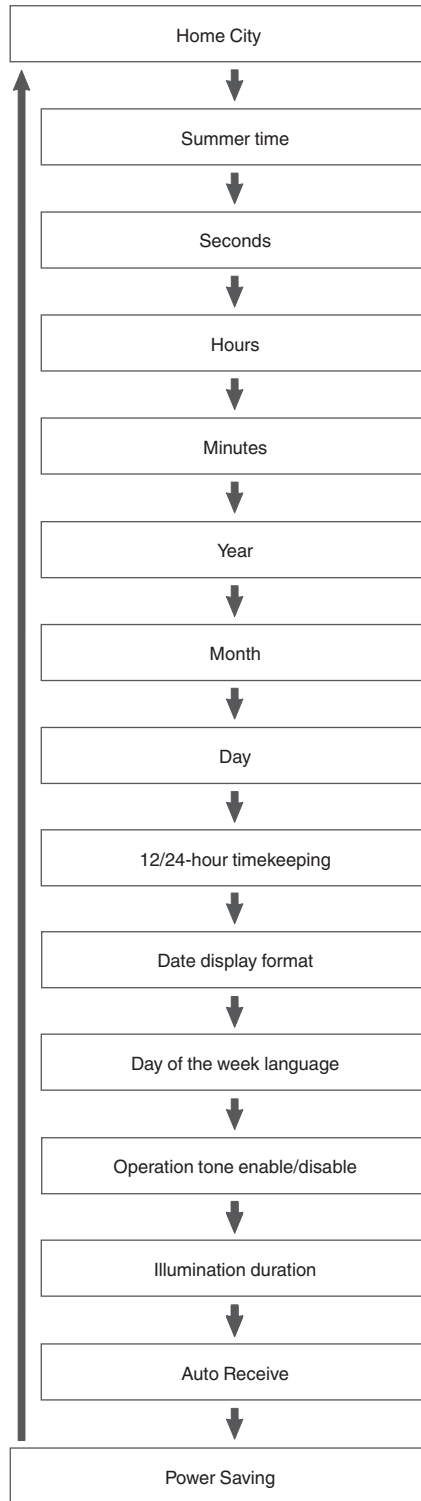 Home City
Summer time
Seconds
Hours
Minutes
Year
Month
Day
12/24-hour timekeeping
Date display format
Day of the week language
Operation tone enable/disable
Illumination duration
Auto Receive
Power Saving